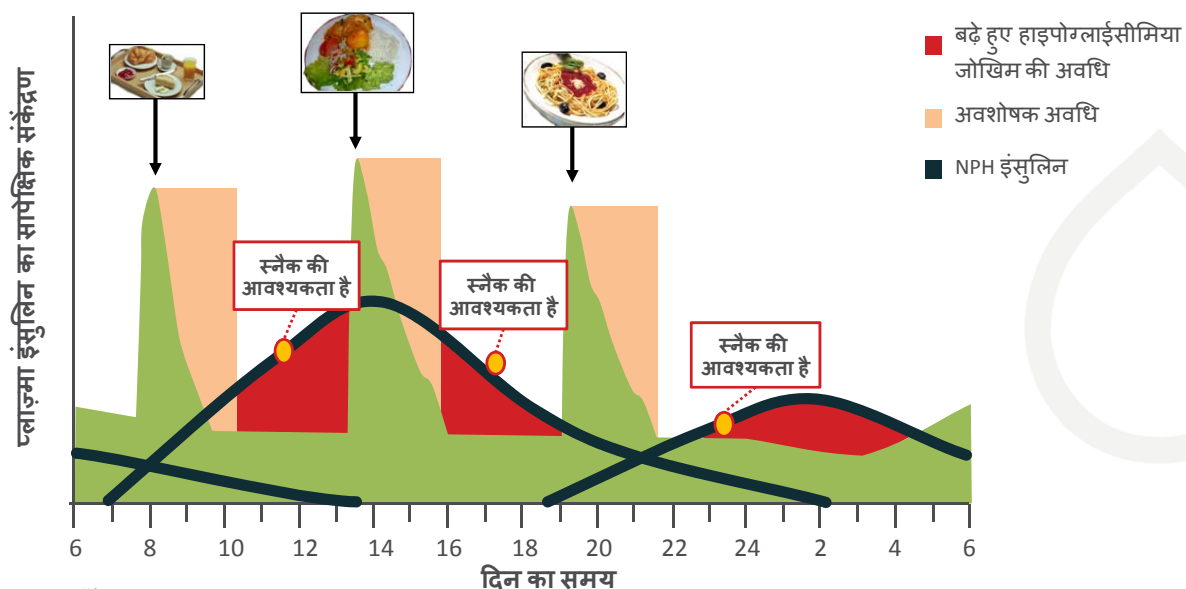 बढ़े हुए हाइपोग्लाईसीमिया
जोखिम की अवधि
अवशोषक अवधि
NPH इंसुलिन
प्लाज़्मा इंसुलिन का सापेक्षिक संकेंद्रण
स्नैक की
आवश्यकता है
स्नैक की
आवश्यकता है
स्नैक की
आवश्यकता है
6 8 10 12 14 16 18 20 22 24 2 4 6
दिन का समय